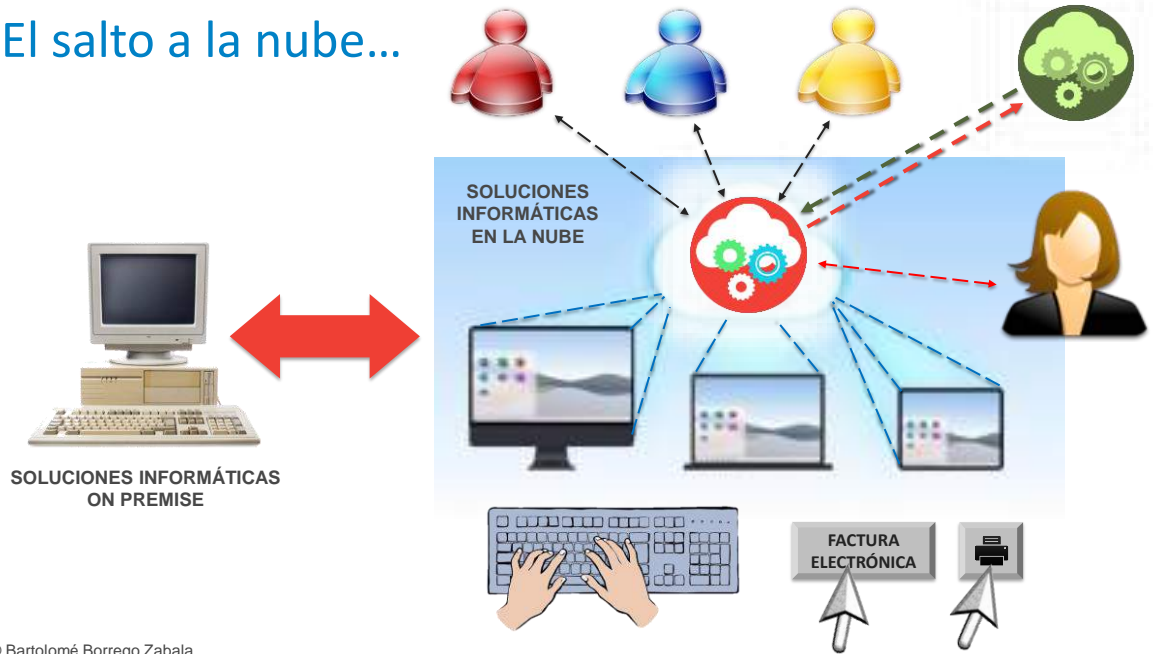 El salto a la nube…
SOLUCIONES
INFORMÁTICAS
EN LA NUBE
SOLUCIONES INFORMÁTICAS
ON PREMISE
FACTURA
ELECTRÓNICA
© Bartolomé Borrego Zabala